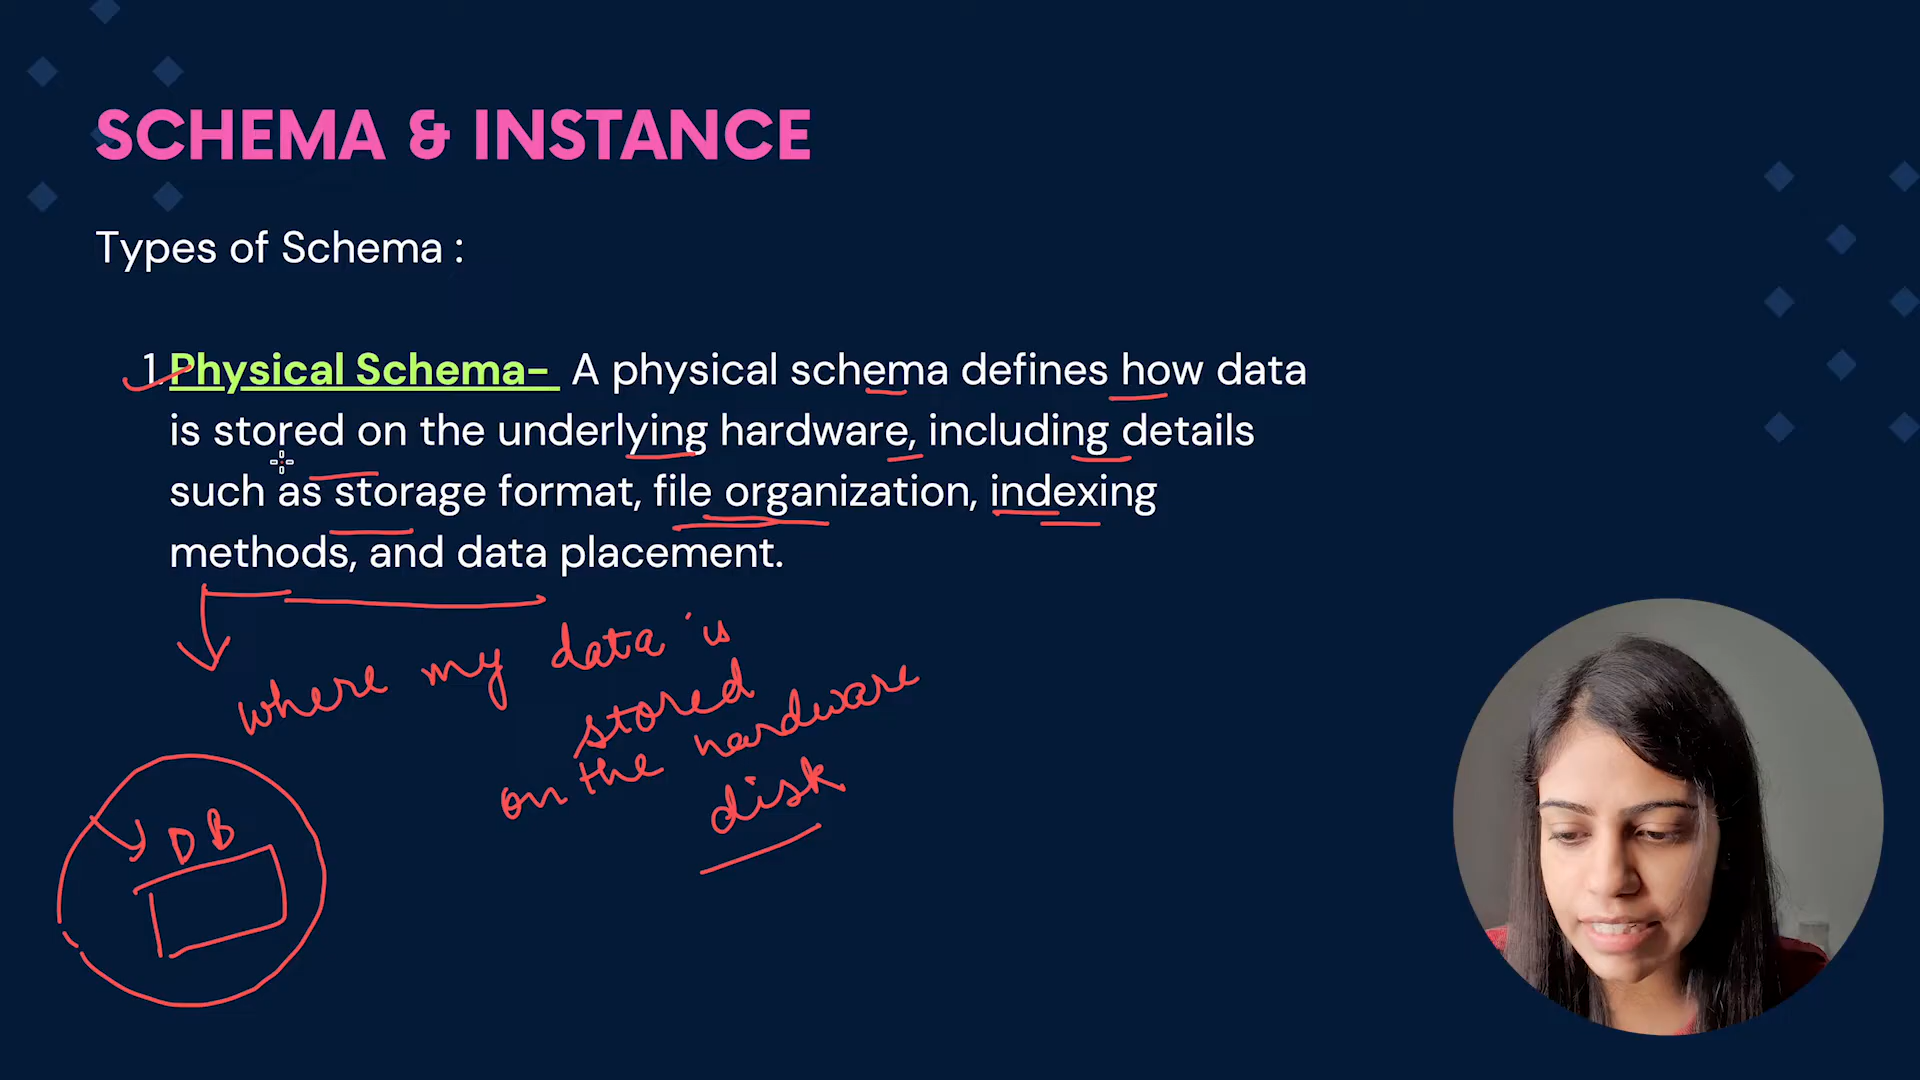 SCHEMA & INSTANCE
Types of Schema :
1. Physical Schema- A physical schema defines how data
is stored on the underlying hardware, including details
such as storage format, file organization, indexing
methods, and data placement.
where my data is
stored
on the hardware
disk
DB